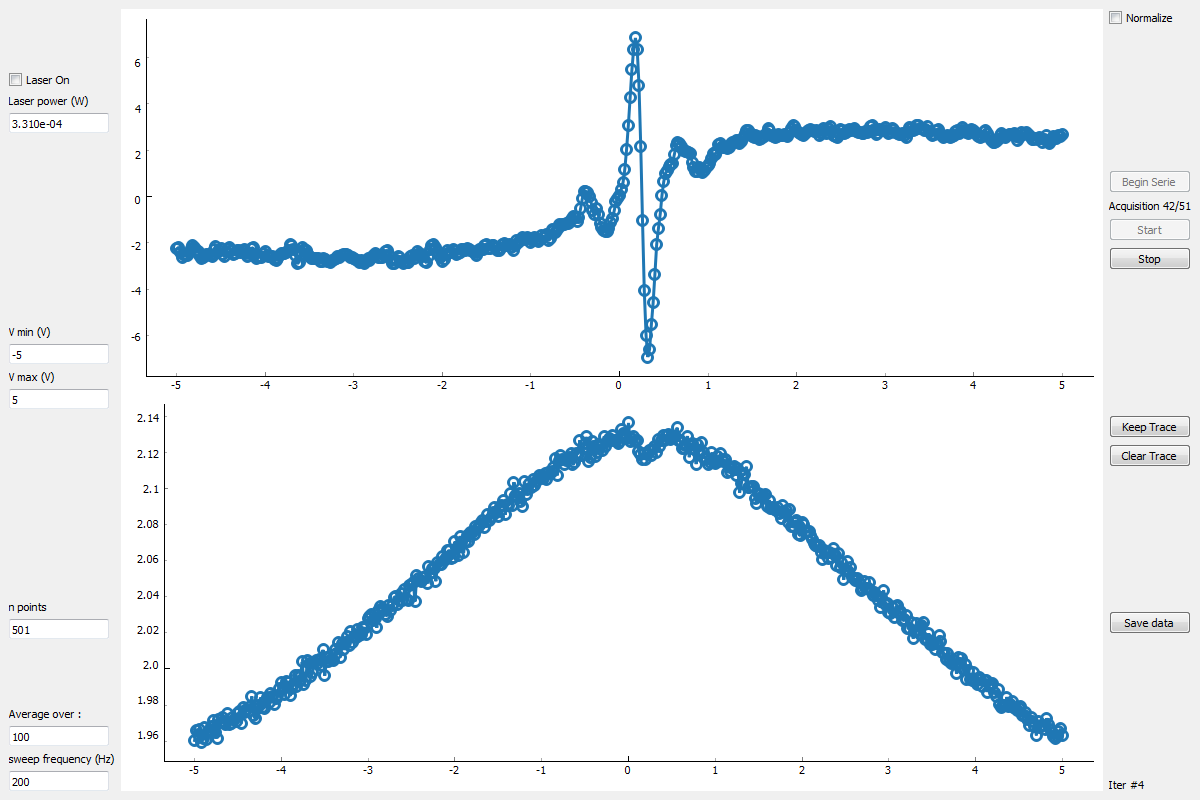 Normalize
Laser On
Laser power (W)
3.310e-04
Begin Serie
Acquisition 42/51
Start
Stop
V min (V)
-5
V max (V)
5
6
4
2
0
-2
-4
-6
-5 -4 -3 -2 -1 0 1 2 3 4 5
Keep Trace
Clear Trace
n points
501
Save data
Average over :
100
sweep frequency (Hz)
200
2.14
2.12
2.1
2.08
2.06
2.04
2.02
2.0
1.98
1.96
-5 -4 -3 -2 -1 0 1 2 3 4 5
Iter #4